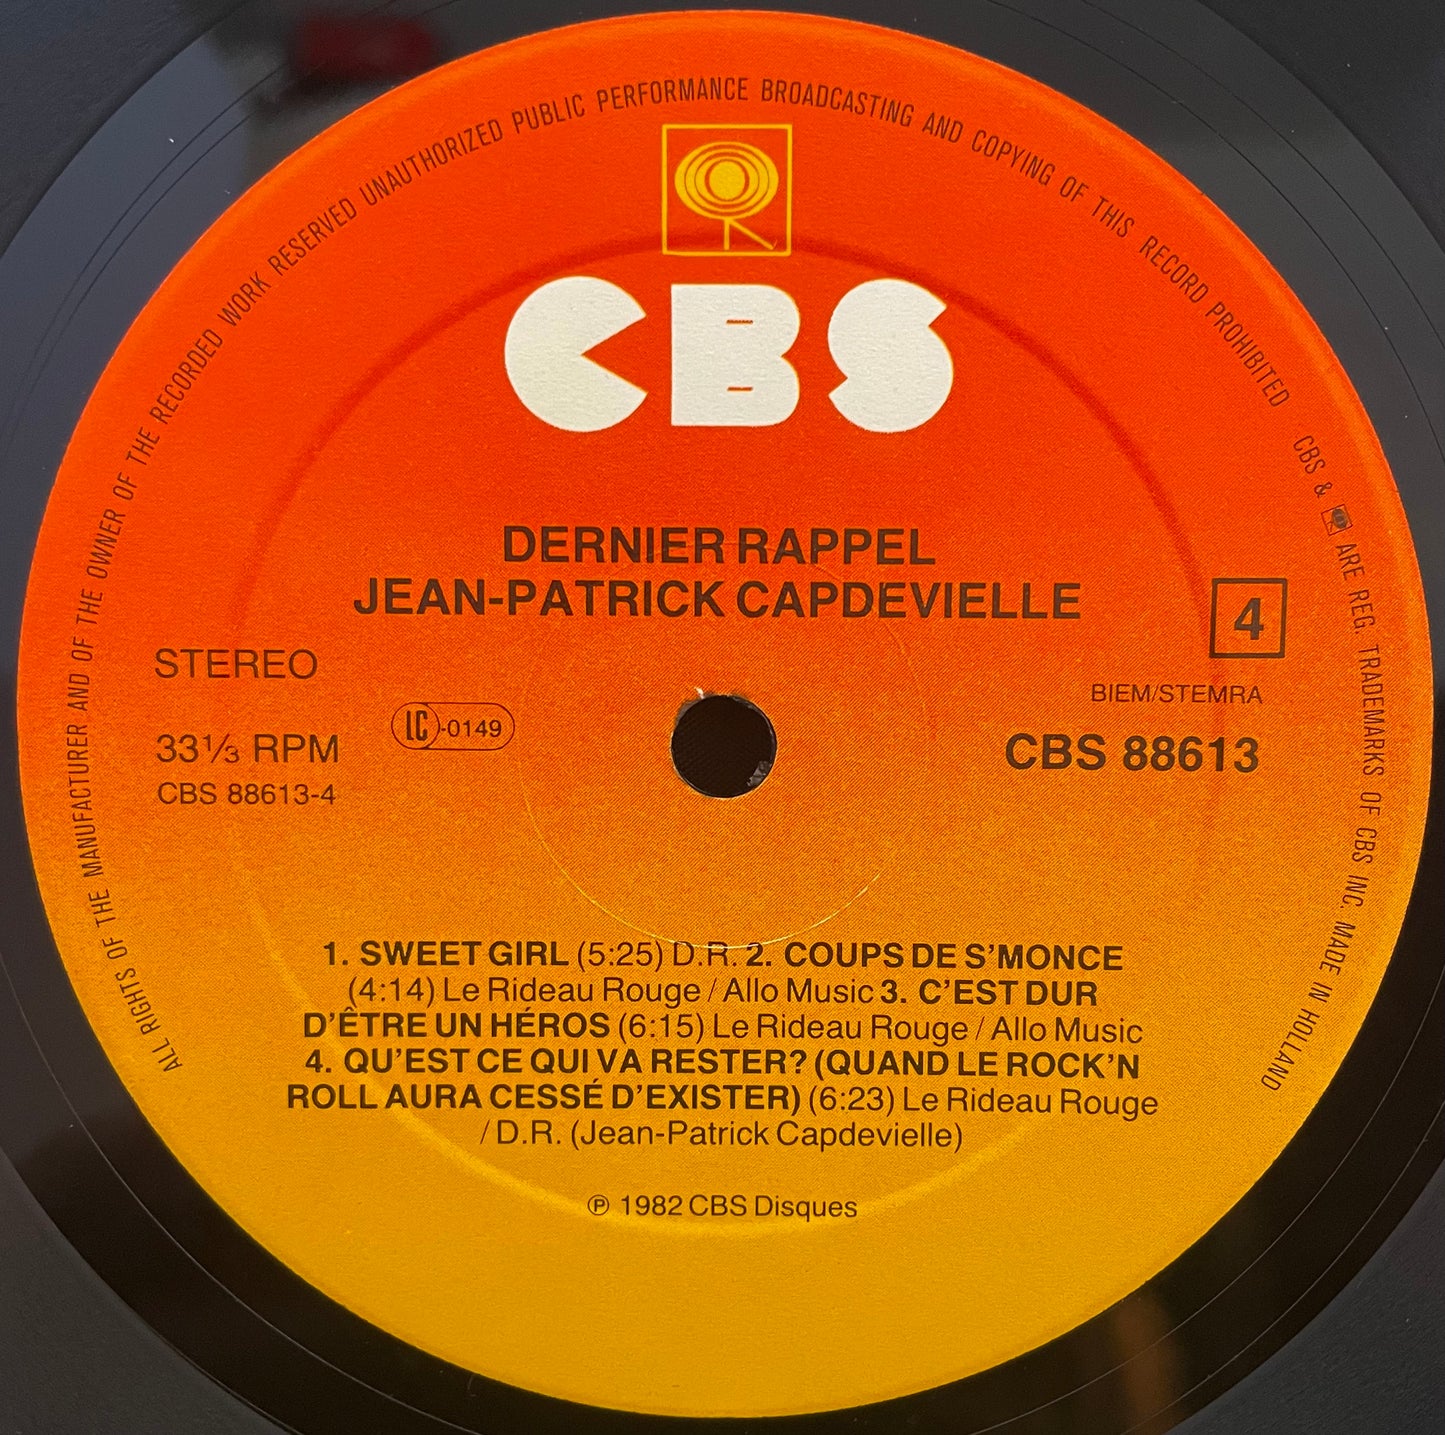 ALL RIGHTS OF THE MANUFACTURER AND OF THE OWNER OF THE RECORDED WORK RESERVED UNAUTHORIZED PUBLIC PERFORMANCE BROADCASTING AND COPYING OF THIS RECORD PROHIBITED CBS & ARE REG. TRADEMARKS OF CBS INC. MADE IN HOLLAND
CBS
DERNIER RAPPEL
JEAN-PATRICK CAPDEVIELLE
4
STEREO
BIEM/STEMRA
33⅓ RPM
LC-0149
CBS 88613
CBS 88613-4
1. SWEET GIRL (5:25) D.R. 2. COUPS DE S'MONCE
(4:14) Le Rideau Rouge / Allo Music 3. C'EST DUR
D'ÊTRE UN HÉROS (6:15) Le Rideau Rouge / Allo Music
4. QU'EST CE QUI VA RESTER? (QUAND LE ROCK'N
ROLL AURA CESSÉ D'EXISTER) (6:23) Le Rideau Rouge
/ D.R. (Jean-Patrick Capdevielle)
℗ 1982 CBS Disques